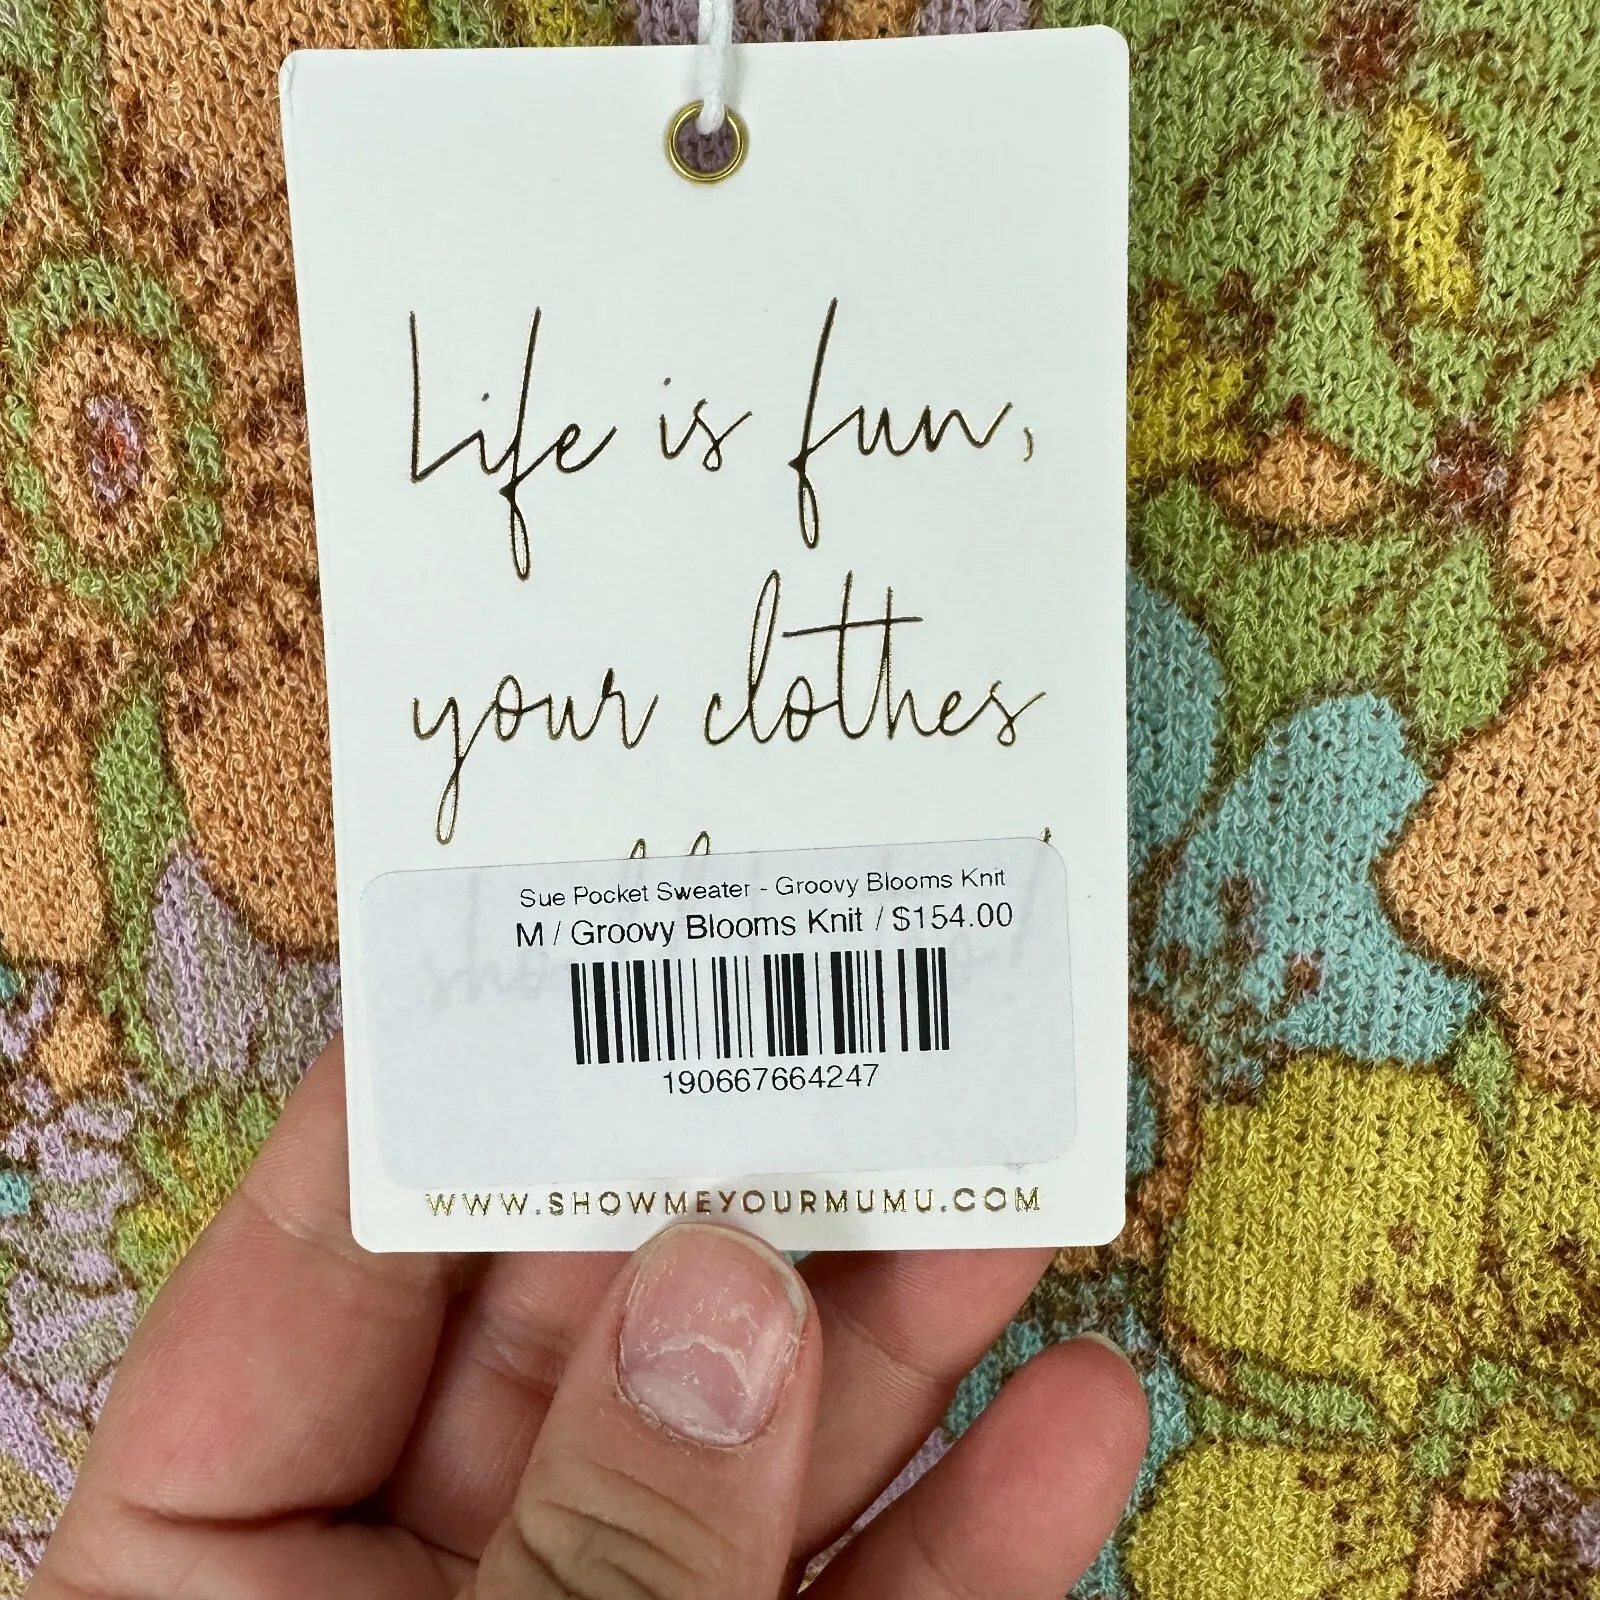 Life is fun,
your clothes
Sue Pocket Sweater - Groovy Blooms Knit
M / Groovy Blooms Knit / $154.00
190667664247
WWW.SHOWMEYOURMUMU.COM